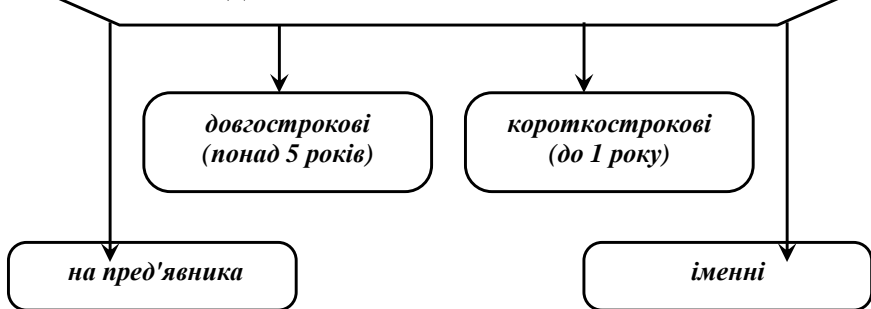 довгострокові
(понад 5 років)
короткострокові
(до 1 року)
на пред'явника
іменні